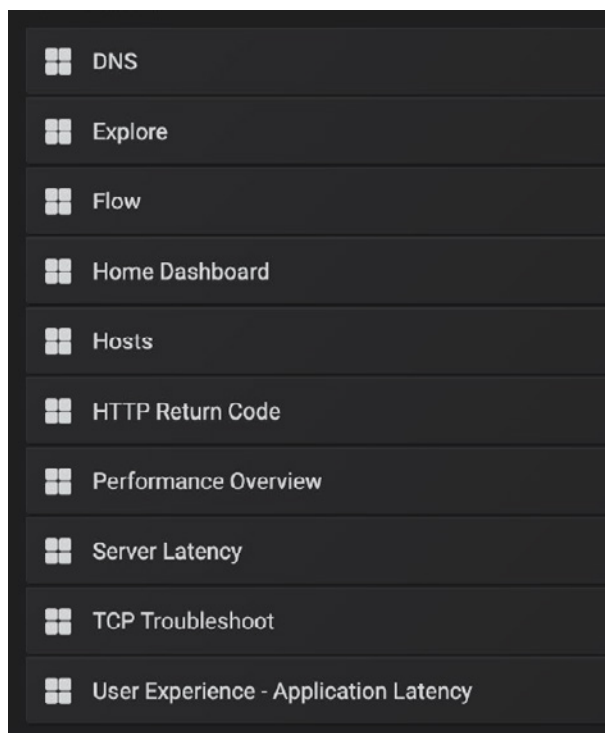 DNS
Explore
Flow
Home Dashboard
Hosts
HTTP Return Code
Performance Overview
Server Latency
TCP Troubleshoot
User Experience - Application Latency